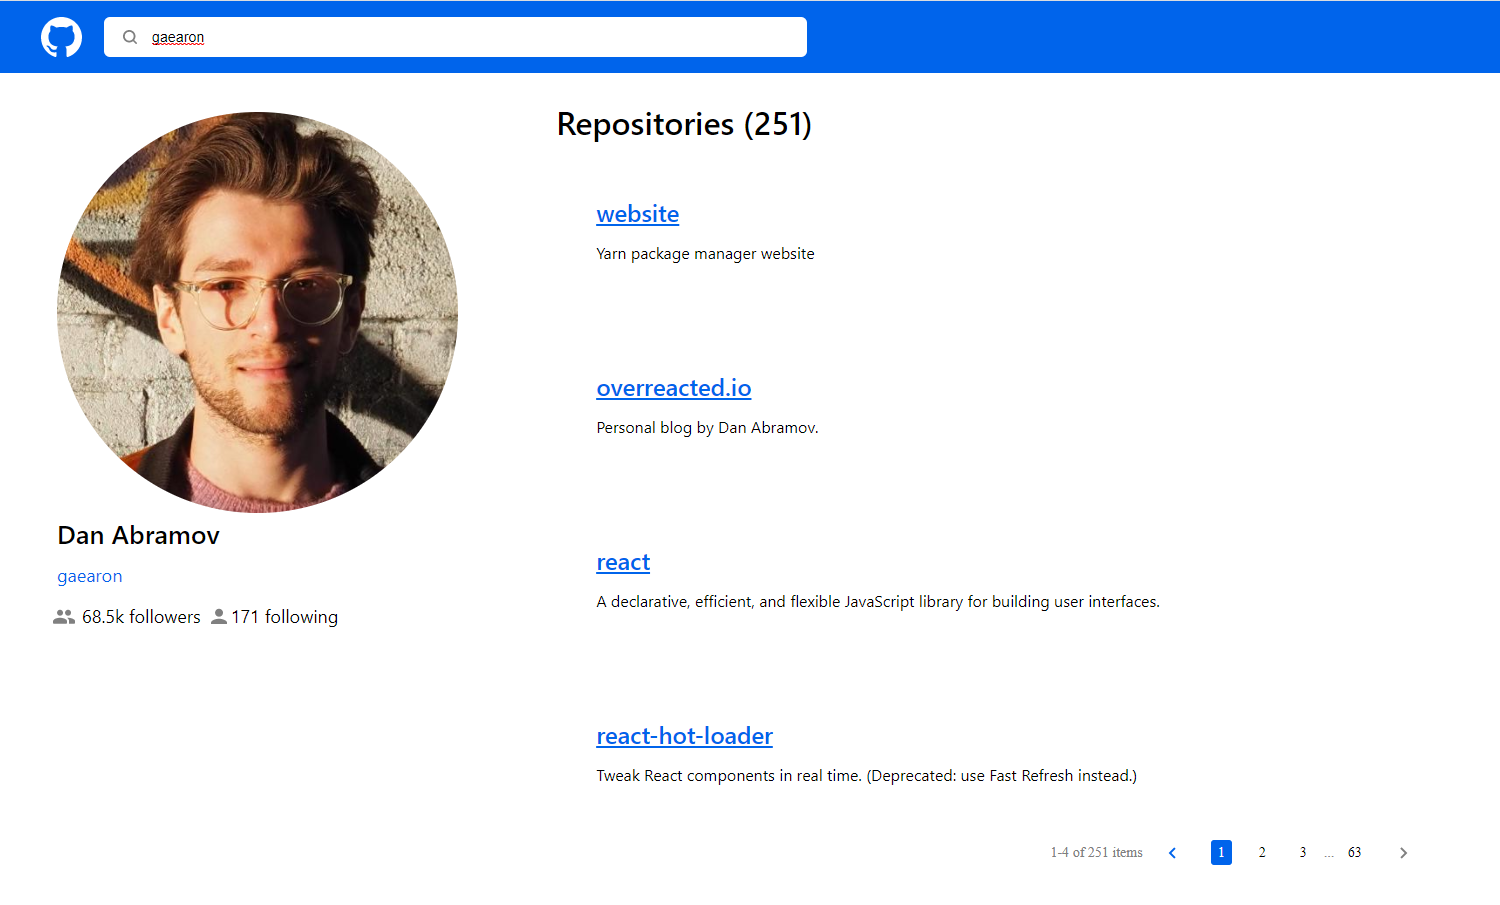 gaearon
Repositories (251)
website
Yarn package manager website
overreacted.io
Personal blog by Dan Abramov.
react
A declarative, efficient, and flexible JavaScript library for building user interfaces.
react-hot-loader
Tweak React components in real time. (Deprecated: use Fast Refresh instead.)
Dan Abramov
gaearon
68.5k followers 171 following
1-4 of 251 items 1 2 3 ... 63